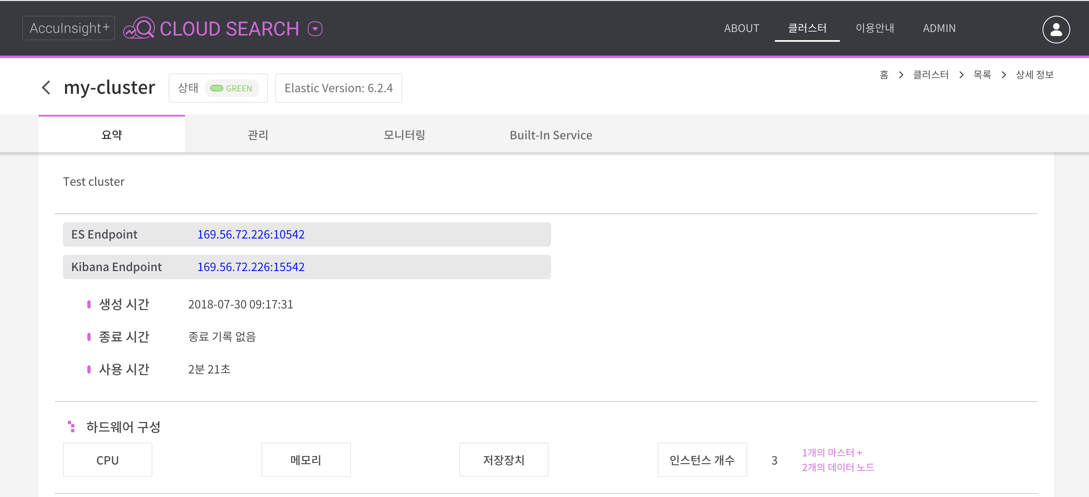 AccuInsight+ CLOUD SEARCH ABOUT 클러스터 이용안내 ADMIN
홈 > 클러스터 > 목록 > 상세 정보
my-cluster 상태 GREEN Elastic Version: 6.2.4
요약 관리 모니터링 Built-In Service
Test cluster
ES Endpoint 169.56.72.226:10542
Kibana Endpoint 169.56.72.226:15542
생성 시간 2018-07-30 09:17:31
종료 시간 종료 기록 없음
사용 시간 2분 21초
하드웨어 구성
CPU 메모리 저장장치 인스턴스 개수 3 1개의 마스터 +
2개의 데이터 노드